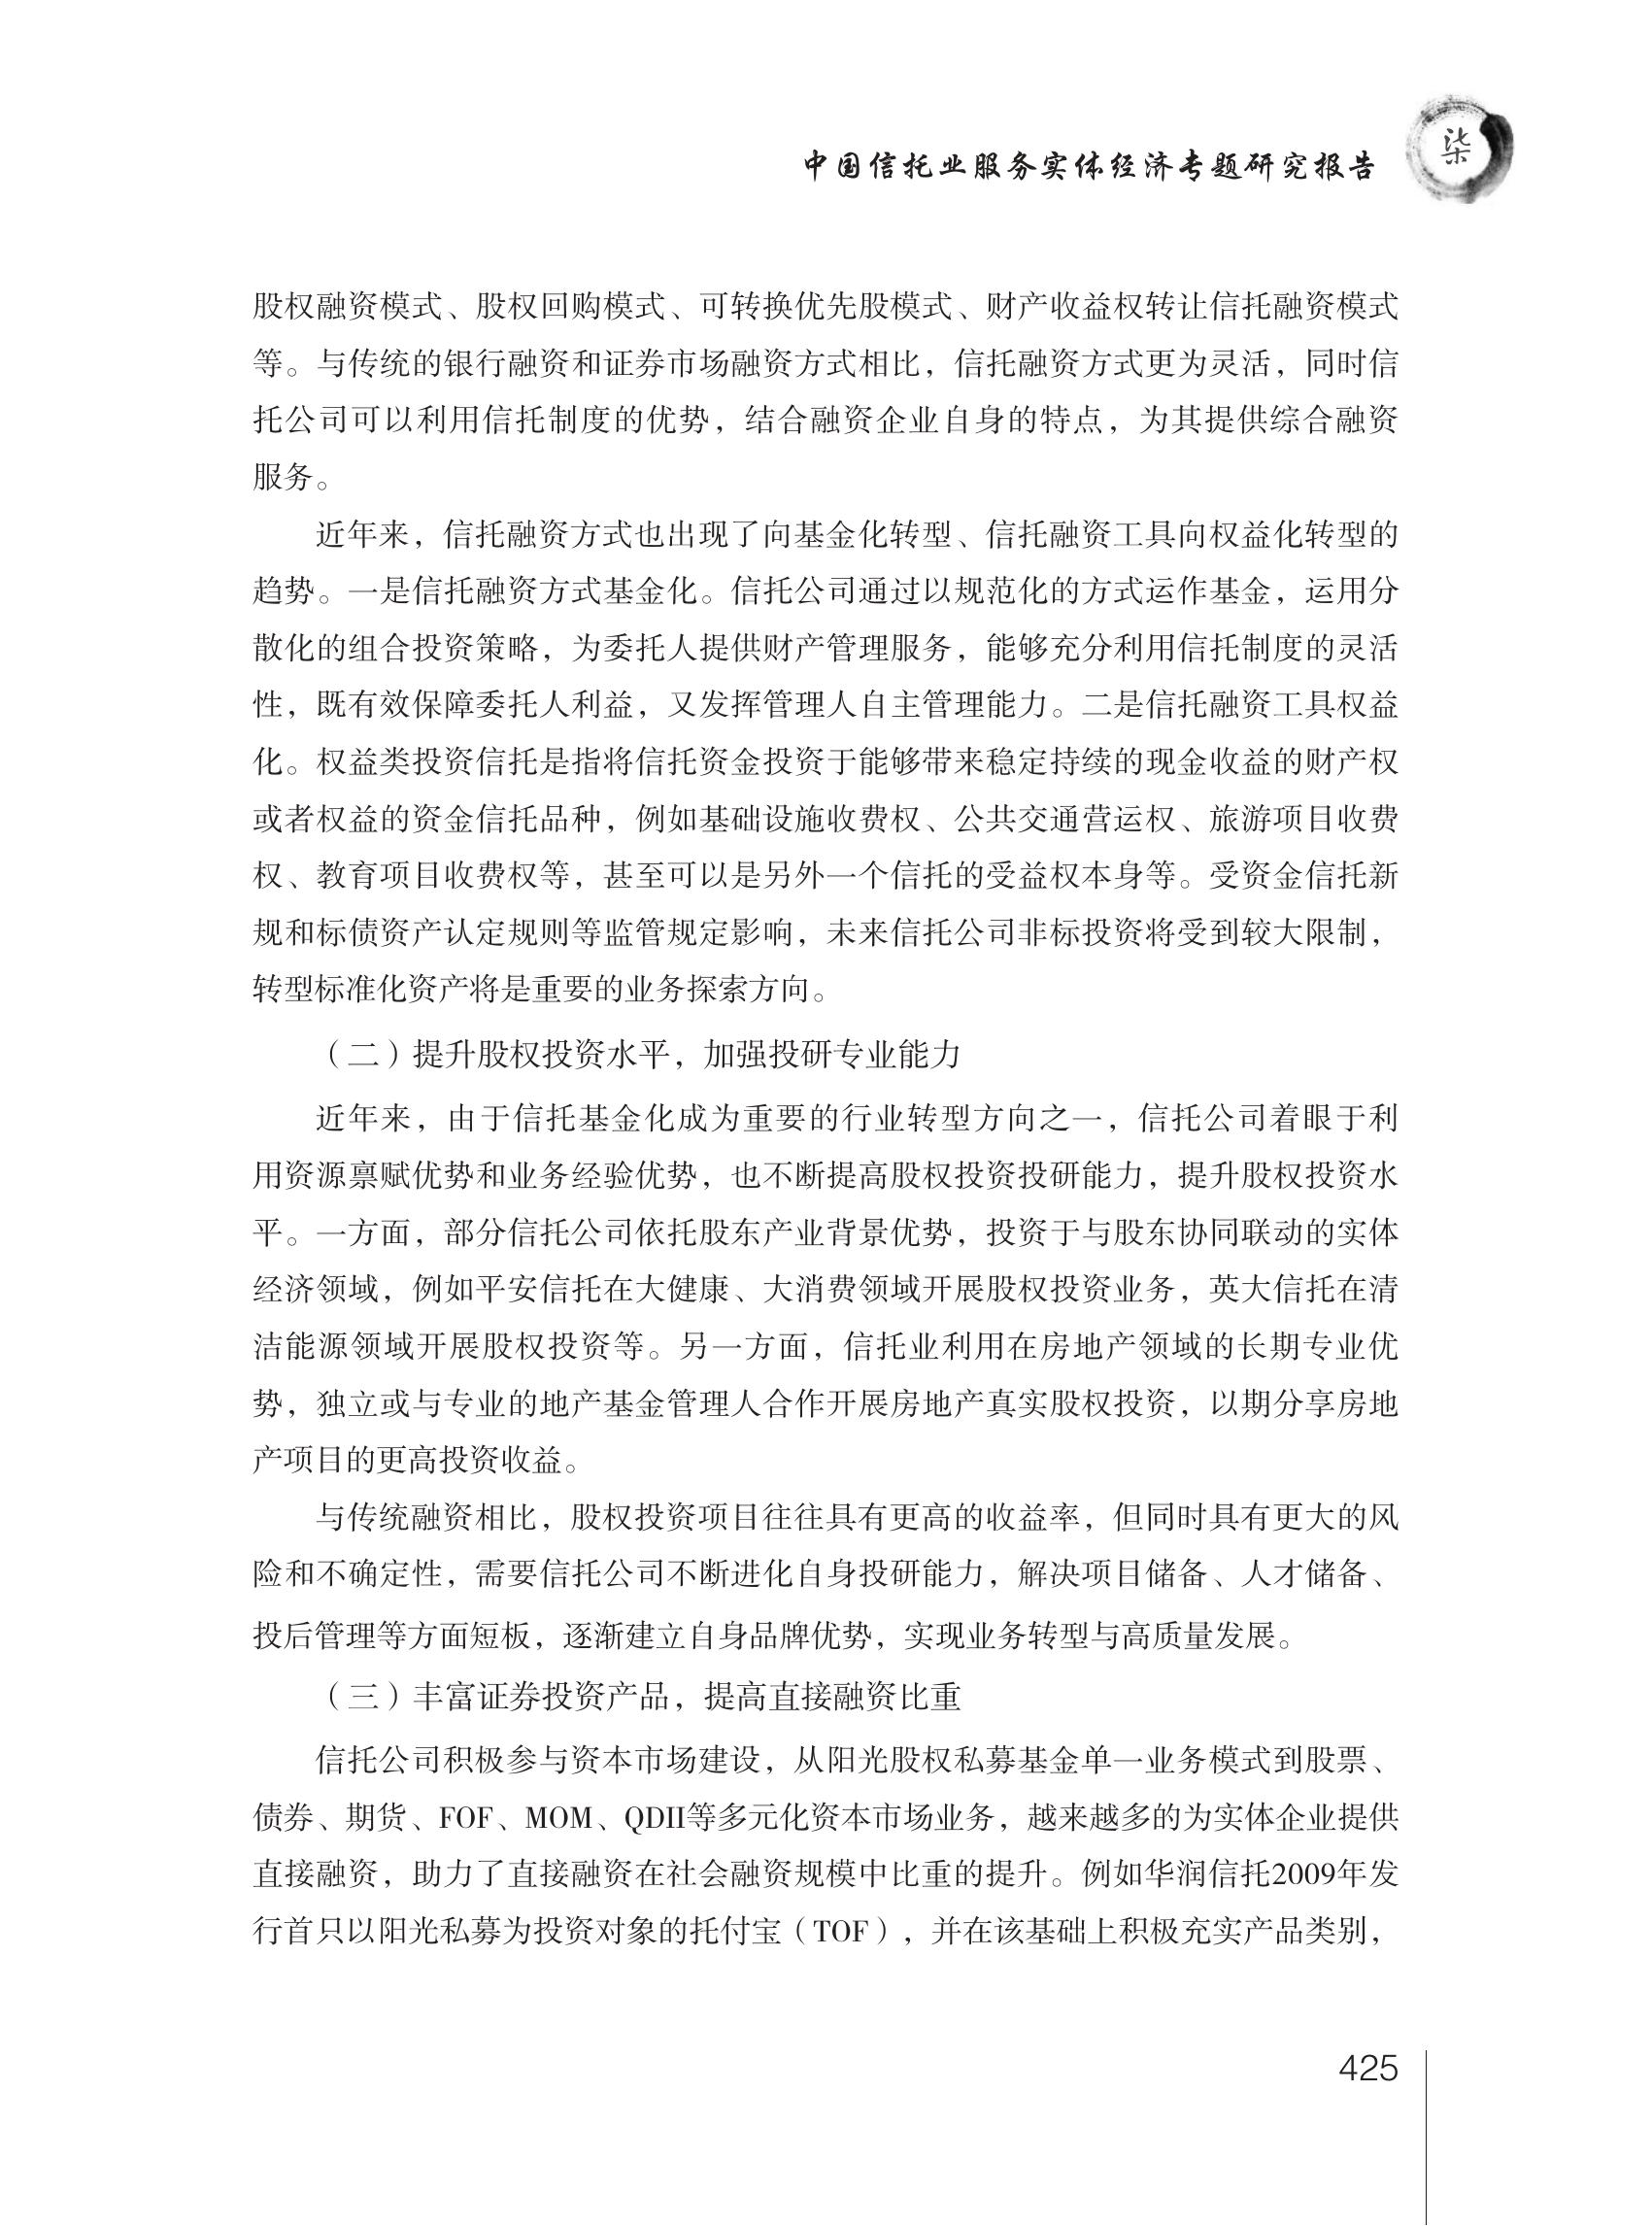 中国信托业服务实体经济专题研究报告
柒
股权融资模式、股权回购模式、可转换优先股模式、财产收益权转让信托融资模式
等。与传统的银行融资和证券市场融资方式相比，信托融资方式更为灵活，同时信
托公司可以利用信托制度的优势，结合融资企业自身的特点，为其提供综合融资
服务。
近年来，信托融资方式也出现了向基金化转型、信托融资工具向权益化转型的
趋势。一是信托融资方式基金化。信托公司通过以规范化的方式运作基金，运用分
散化的组合投资策略，为委托人提供财产管理服务，能够充分利用信托制度的灵活
性，既有效保障委托人利益，又发挥管理人自主管理能力。二是信托融资工具权益
化。权益类投资信托是指将信托资金投资于能够带来稳定持续的现金收益的财产权
或者权益的资金信托品种，例如基础设施收费权、公共交通营运权、旅游项目收费
权、教育项目收费权等，甚至可以是另外一个信托的受益权本身等。受资金信托新
规和标债资产认定规则等监管规定影响，未来信托公司非标投资将受到较大限制，
转型标准化资产将是重要的业务探索方向。
（二）提升股权投资水平，加强投研专业能力
近年来，由于信托基金化成为重要的行业转型方向之一，信托公司着眼于利
用资源禀赋优势和业务经验优势，也不断提高股权投资投研能力，提升股权投资水
平。一方面，部分信托公司依托股东产业背景优势，投资于与股东协同联动的实体
经济领域，例如平安信托在大健康、大消费领域开展股权投资业务，英大信托在清
洁能源领域开展股权投资等。另一方面，信托业利用在房地产领域的长期专业优
势，独立或与专业的地产基金管理人合作开展房地产真实股权投资，以期分享房地
产项目的更高投资收益。
与传统融资相比，股权投资项目往往具有更高的收益率，但同时具有更大的风
险和不确定性，需要信托公司不断进化自身投研能力，解决项目储备、人才储备、
投后管理等方面短板，逐渐建立自身品牌优势，实现业务转型与高质量发展。
（三）丰富证券投资产品，提高直接融资比重
信托公司积极参与资本市场建设，从阳光股权私募基金单一业务模式到股票、
债券、期货、FOF、MOM、QDII等多元化资本市场业务，越来越多的为实体企业提供
直接融资，助力了直接融资在社会融资规模中比重的提升。例如华润信托2009年发
行首只以阳光私募为投资对象的托付宝（TOF），并在该基础上积极充实产品类别，
425